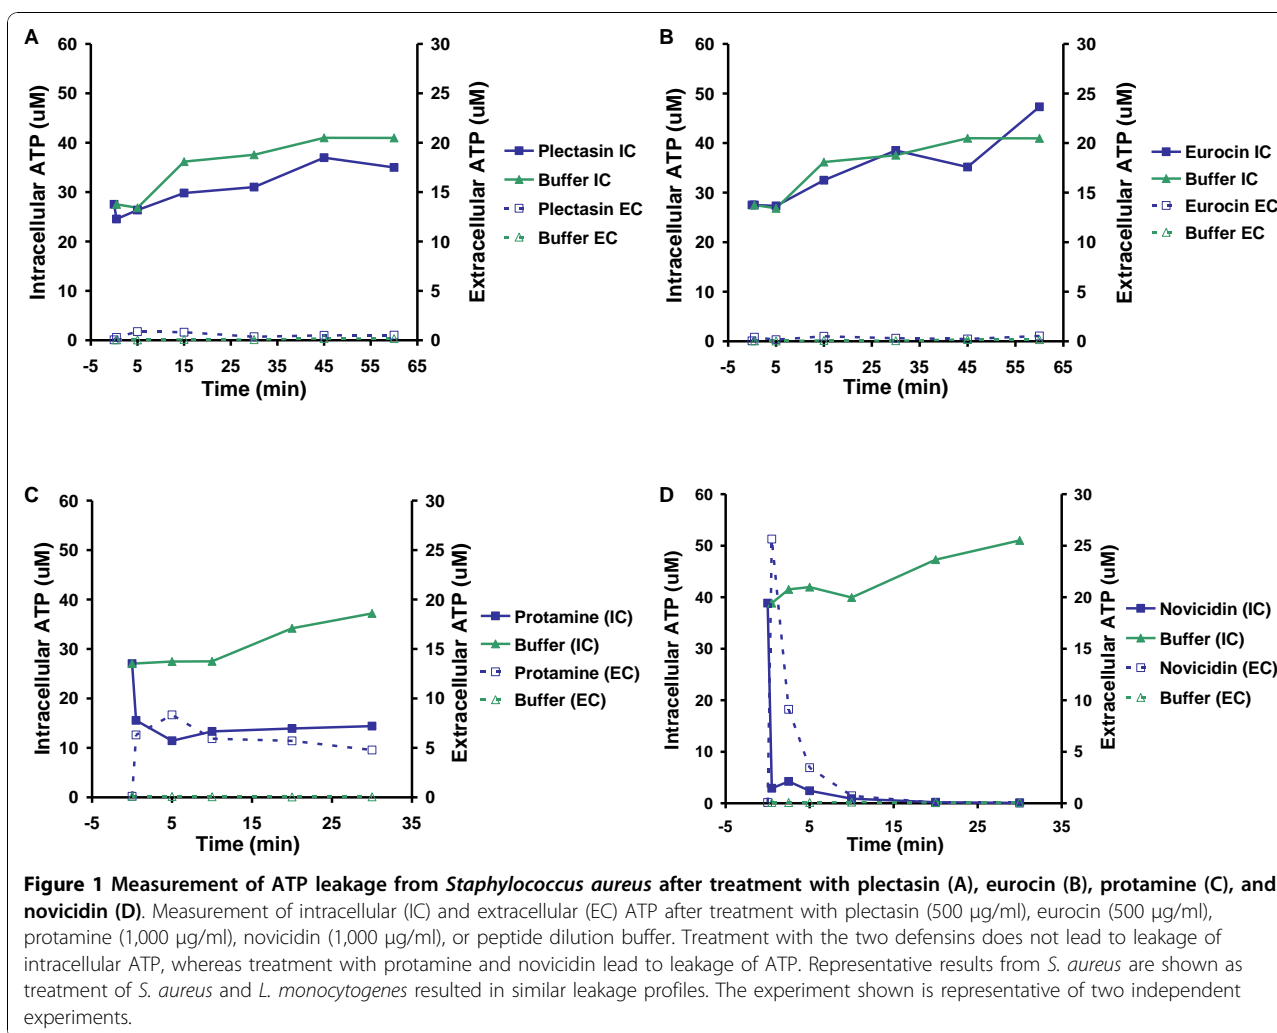 A
60
50
40
30
20
10
0
Intracellular ATP (uM)
30
25
20
15
10
5
0
Extracellular ATP (uM)
-5 5 15 25 35 45 55 65
Time (min)
Plectasin IC
Buffer IC
Plectasin EC
Buffer EC
B
60
50
40
30
20
10
0
Intracellular ATP (uM)
30
25
20
15
10
5
0
Extracellular ATP (uM)
-5 5 15 25 35 45 55 65
Time (min)
Eurocin IC
Buffer IC
Eurocin EC
Buffer EC
C
60
50
40
30
20
10
0
Intracellular ATP (uM)
30
25
20
15
10
5
0
Extracellular ATP (uM)
-5 5 15 25 35
Time (min)
Protamine (IC)
Buffer (IC)
Protamine (EC)
Buffer (EC)
D
60
50
40
30
20
10
0
Intracellular ATP (uM)
30
25
20
15
10
5
0
Extracellular ATP (uM)
-5 5 15 25 35
Time (min)
Novicidin (IC)
Buffer (IC)
Novicidin (EC)
Buffer (EC)
Figure 1 Measurement of ATP leakage from Staphylococcus aureus after treatment with plectasin (A), eurocin (B), protamine (C), and
novicidin (D). Measurement of intracellular (IC) and extracellular (EC) ATP after treatment with plectasin (500 μg/ml), eurocin (500 μg/ml),
protamine (1,000 μg/ml), novicidin (1,000 μg/ml), or peptide dilution buffer. Treatment with the two defensins does not lead to leakage of
intracellular ATP, whereas treatment with protamine and novicidin lead to leakage of ATP. Representative results from S. aureus are shown as
treatment of S. aureus and L. monocytogenes resulted in similar leakage profiles. The experiment shown is representative of two independent
experiments.